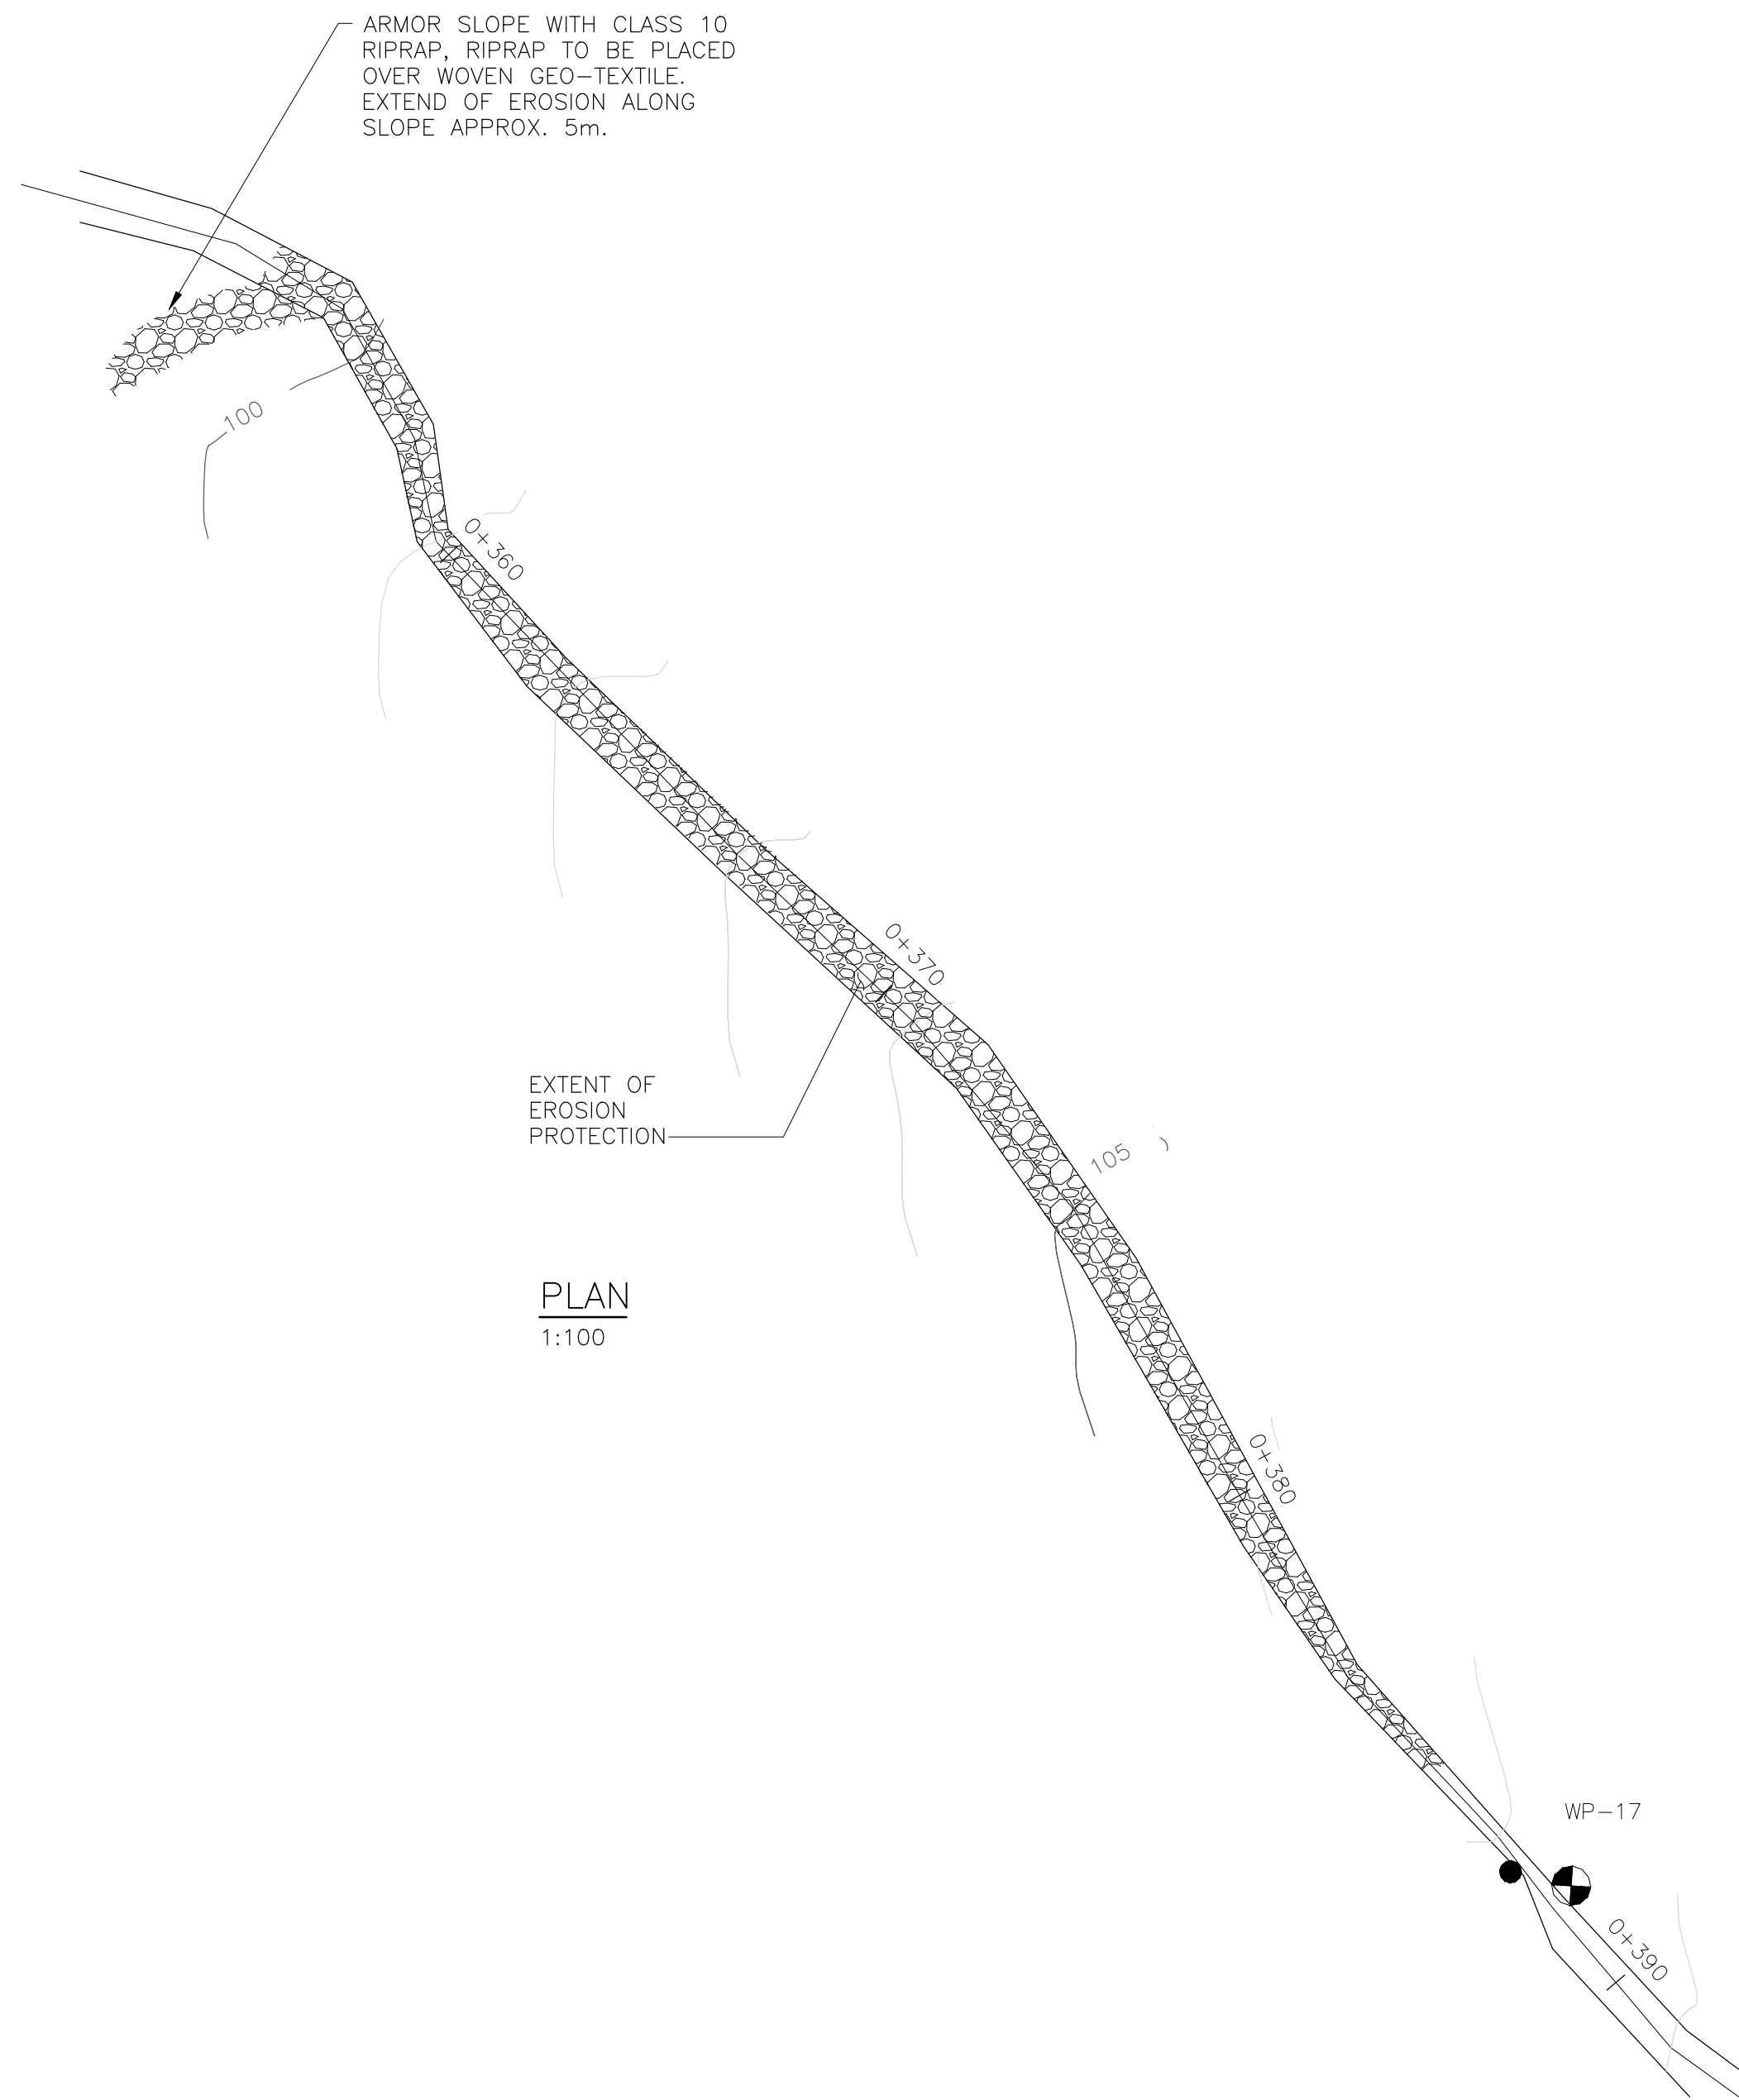 ARMOR SLOPE WITH CLASS 10
RIPRAP, RIPRAP TO BE PLACED
OVER WOVEN GEO-TEXTILE.
EXTEND OF EROSION ALONG
SLOPE APPROX. 5m.
100
0+360
0+370
EXTENT OF
EROSION
PROTECTION
105
PLAN
1:100
0+380
WP-17
0+390